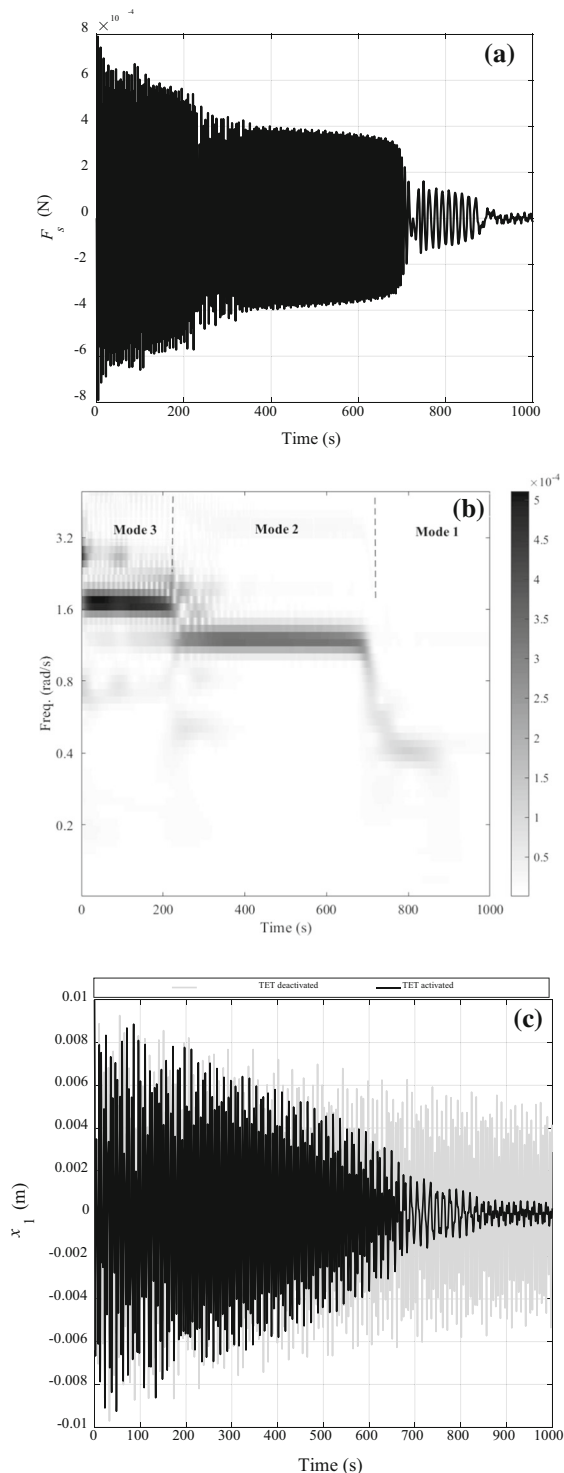 8 × 10 -4
(a)
6
4
2
0
-2
-4
-6
-8
F s (N)
0 200 400 600 800 1000
Time (s)
(b)
×10-4
Mode 3 Mode 2 Mode 1
3.2
1.6
0.8
0.4
0.2
Freq. (rad/s)
5
4.5
4
3.5
3
2.5
2
1.5
1
0.5
0 200 400 600 800 1000
Time (s)
TET deactivated TET activated
(c)
0.01
0.008
0.006
0.004
0.002
0
-0.002
-0.004
-0.006
-0.008
-0.01
x 1 (m)
0 100 200 300 400 500 600 700 800 900 1000
Time (s)